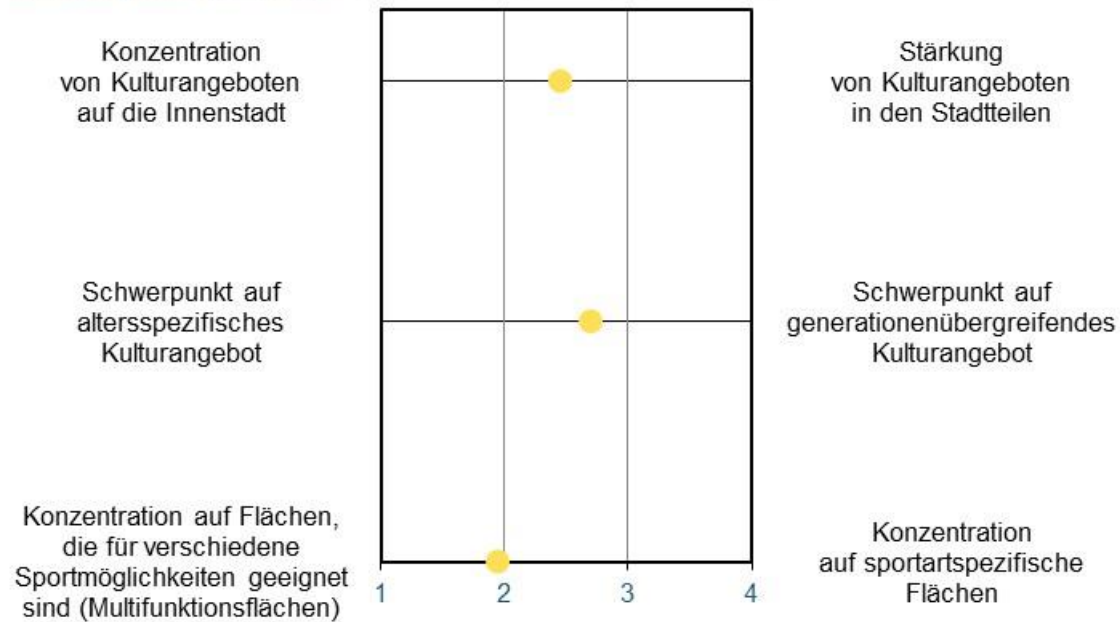 Konzentration
von Kulturangeboten
auf die Innenstadt
Stärkung
von Kulturangeboten
in den Stadtteilen
Schwerpunkt auf
altersspezifisches
Kulturangebot
Schwerpunkt auf
generationenübergreifendes
Kulturangebot
Konzentration auf Flächen,
die für verschiedene
Sportmöglichkeiten geeignet
sind (Multifunktionsflächen)
Konzentration
auf sportartspezifische
Flächen
1 2 3 4